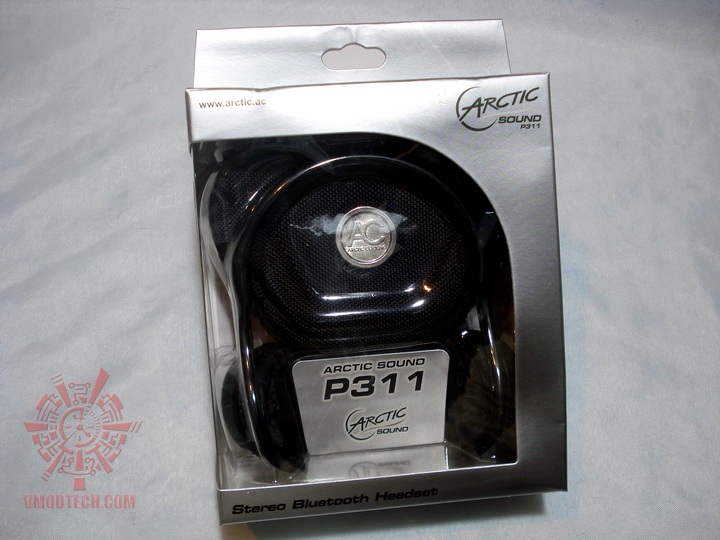 www.arctic.ac
ARCTIC
SOUND
P311
AC
ARCTIC SOUND
P311
ARCTIC
SOUND
Stereo Bluetooth Headset
VMODTECH.COM